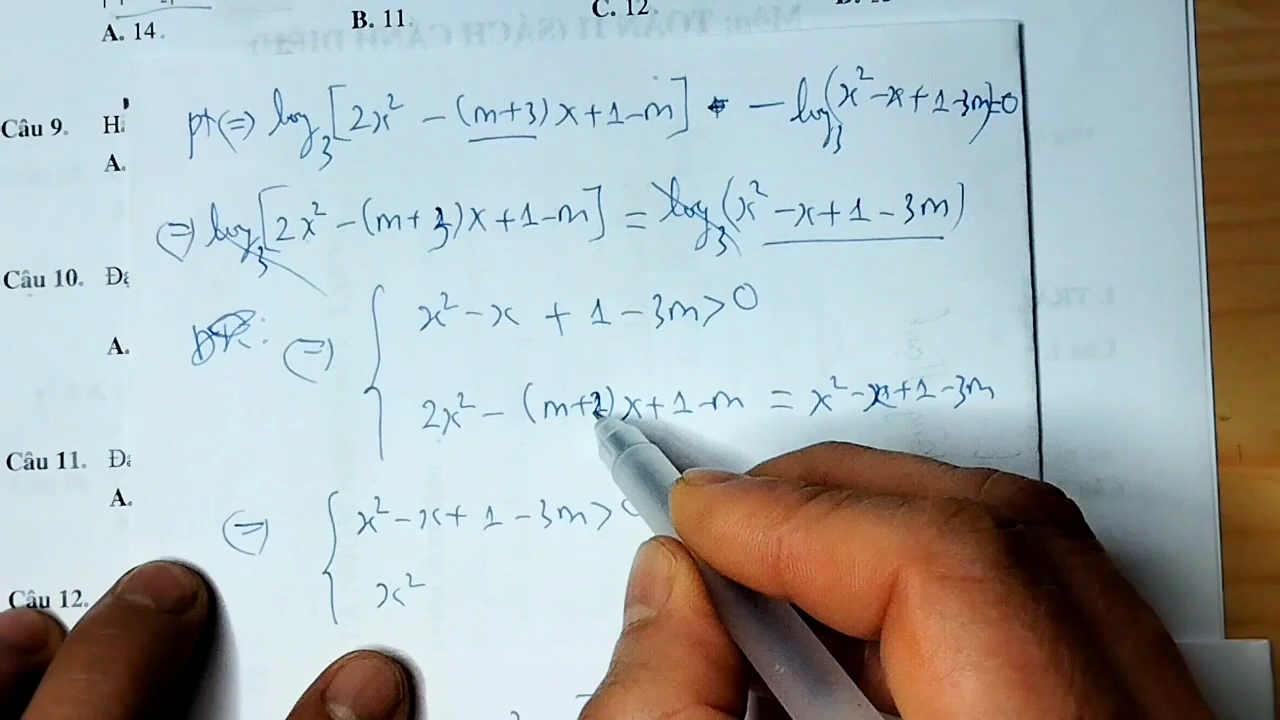 A. 14. B. 11. C. 12.
pt⇔ log₃[2x² - (m+3)x+1-m] - log₃(x²-x+1-3m)=0
Câu 9. H
A.
⇔ log₃[2x² - (m+3)x+1-m] = log₃(x²-x+1-3m)
Câu 10. Đ
ĐK: ⇔ { x² - x + 1 - 3m > 0
A.
2x² - (m+2)x+1-m = x²-x+1-3m
Câu 11. Đ
A.
⇔ { x² - x + 1 - 3m > 0
x²
Câu 12.